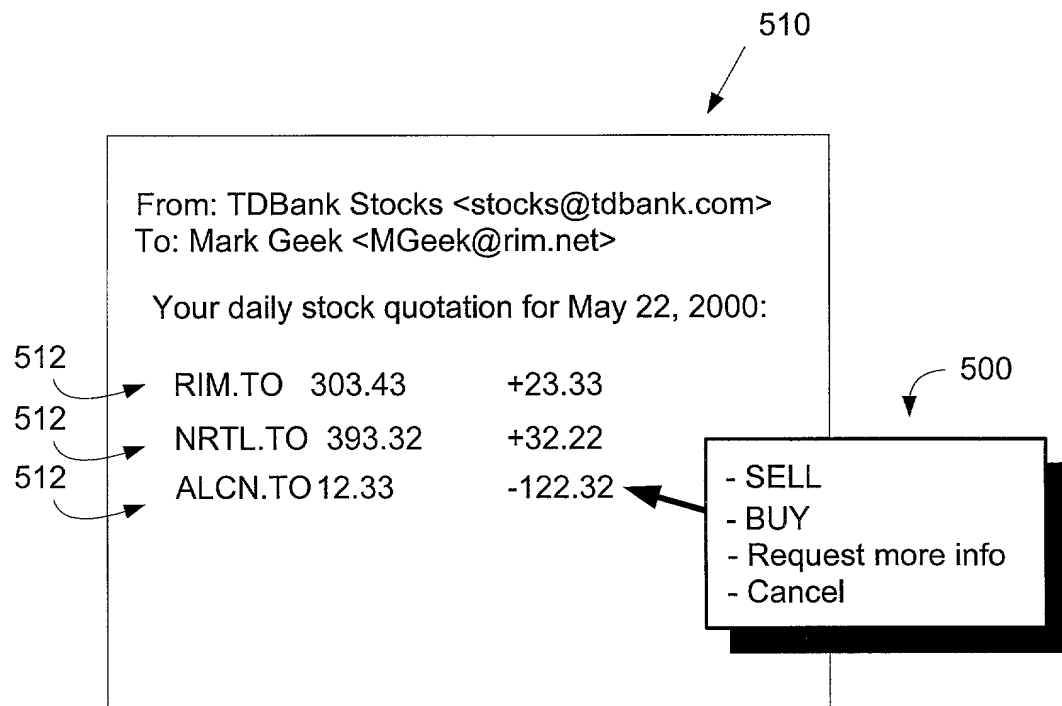 510
From: TDBank Stocks <stocks@tdbank.com>
To: Mark Geek <MGeek@rim.net>
Your daily stock quotation for May 22, 2000:
512 RIM.TO 303.43 +23.33
512 NRTL.TO 393.32 +32.22
512 ALCN.TO 12.33 -122.32
500
- SELL
- BUY
- Request more info
- Cancel